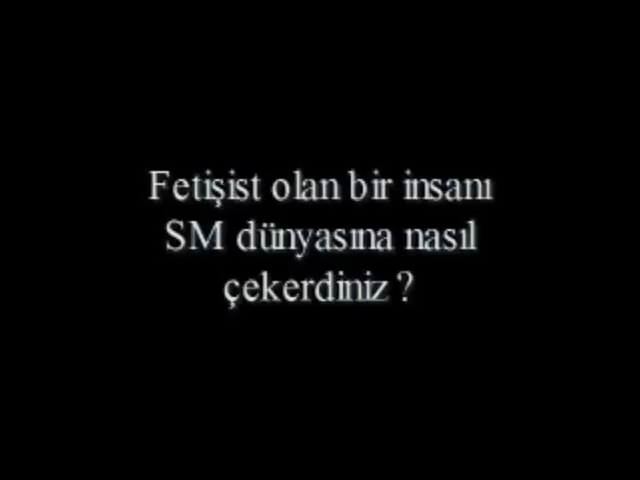 Fetişist olan bir insanı
SM dünyasına nasıl
çekerdiniz ?